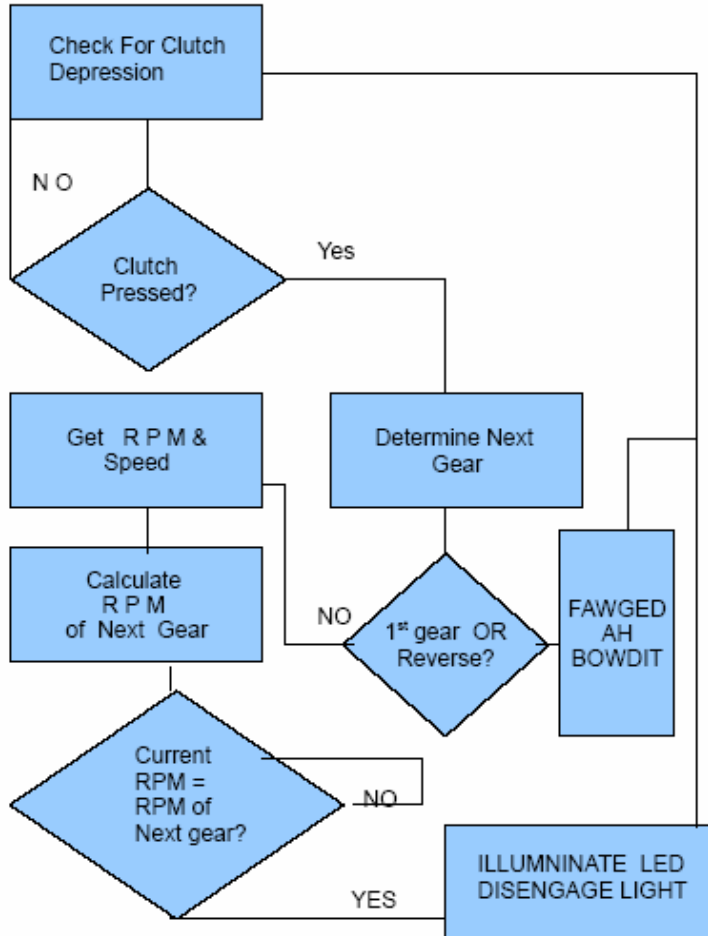 Check For Clutch
Depression
N O
Clutch
Pressed?
Yes
Get R P M &
Speed
Determine Next
Gear
Calculate
R P M
of Next Gear
NO
1st gear OR
Reverse?
FAWGED
AH
BOWDIT
Current
RPM =
RPM of
Next gear?
NO
YES
ILLUMNINATE LED
DISENGAGE LIGHT